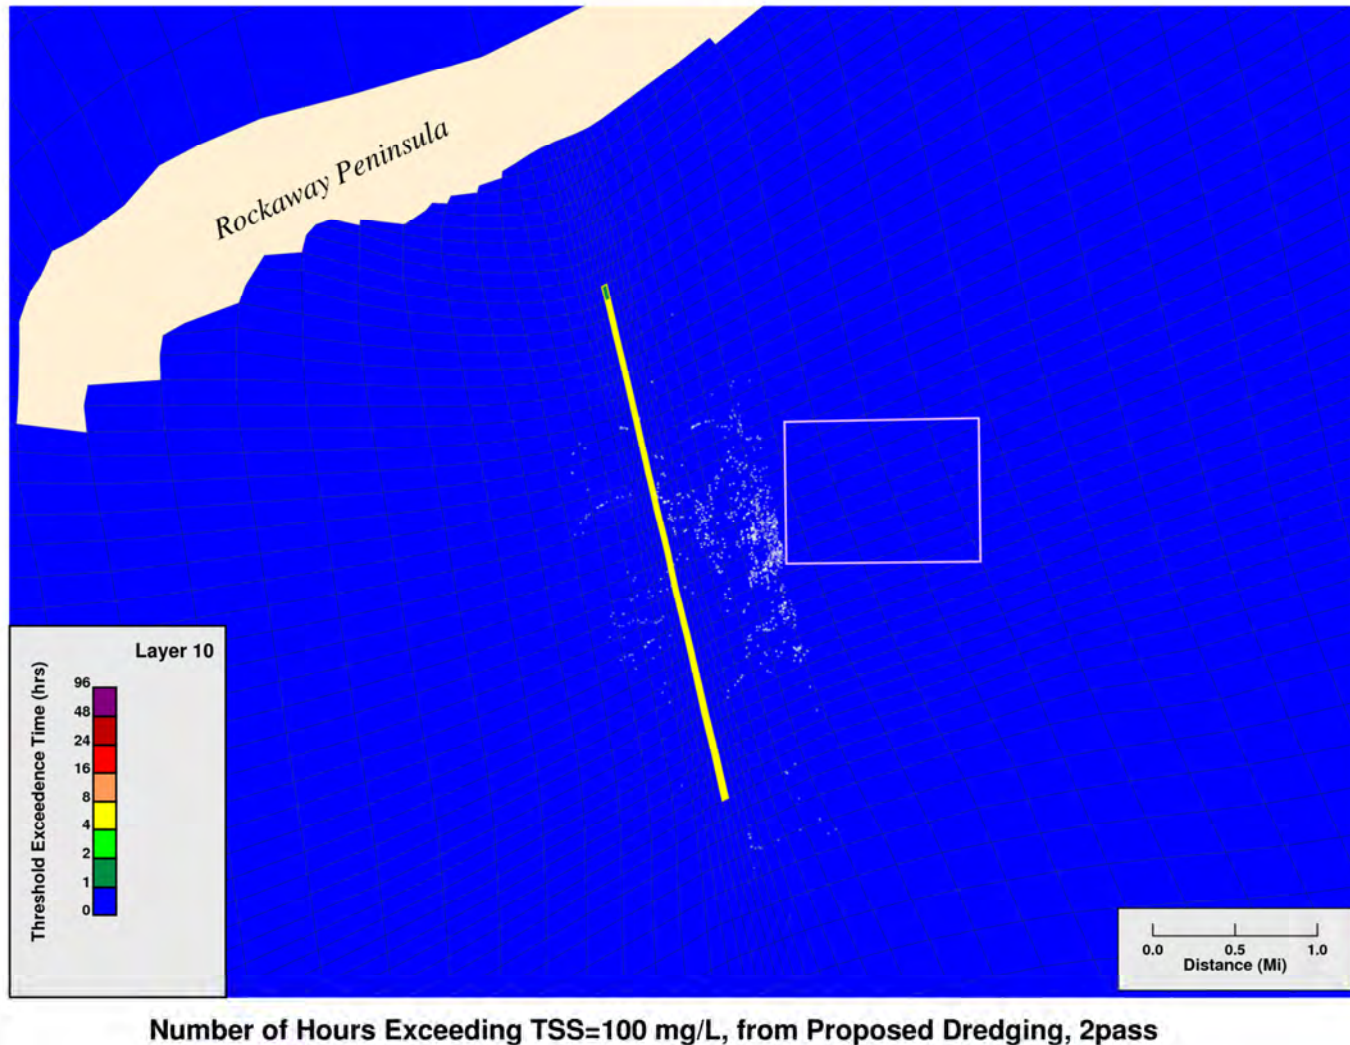 Rockaway Peninsula
Layer 10
Threshold Exceedence Time (hrs)
96
48
24
16
8
4
2
1
0
0.0 0.5 1.0
Distance (Mi)
Number of Hours Exceeding TSS=100 mg/L, from Proposed Dredging, 2pass